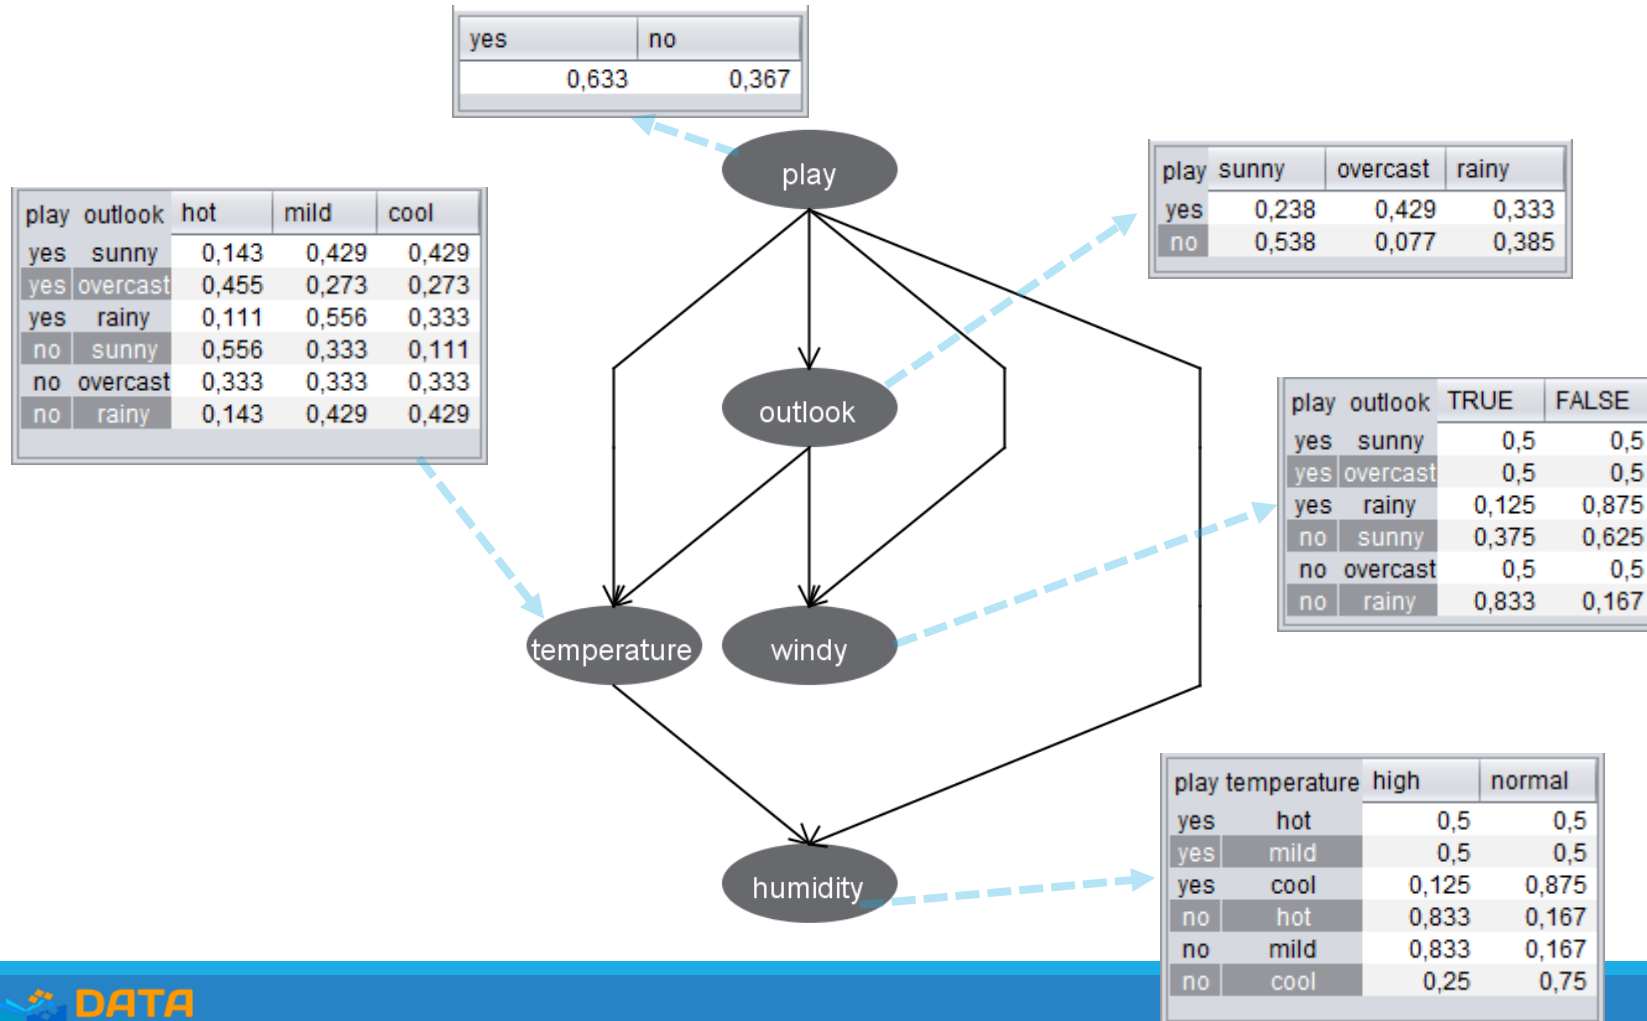 yes no
0,633 0,367
play
play sunny overcast rainy
yes 0,238 0,429 0,333
no 0,538 0,077 0,385
play outlook hot mild cool
yes sunny 0,143 0,429 0,429
yes overcast 0,455 0,273 0,273
yes rainy 0,111 0,556 0,333
no sunny 0,556 0,333 0,111
no overcast 0,333 0,333 0,333
no rainy 0,143 0,429 0,429
outlook
play outlook TRUE FALSE
yes sunny 0,5 0,5
yes overcast 0,5 0,5
yes rainy 0,125 0,875
no sunny 0,375 0,625
no overcast 0,5 0,5
no rainy 0,833 0,167
temperature
windy
play temperature high normal
yes hot 0,5 0,5
yes mild 0,5 0,5
yes cool 0,125 0,875
no hot 0,833 0,167
no mild 0,833 0,167
no cool 0,25 0,75
humidity
DATA